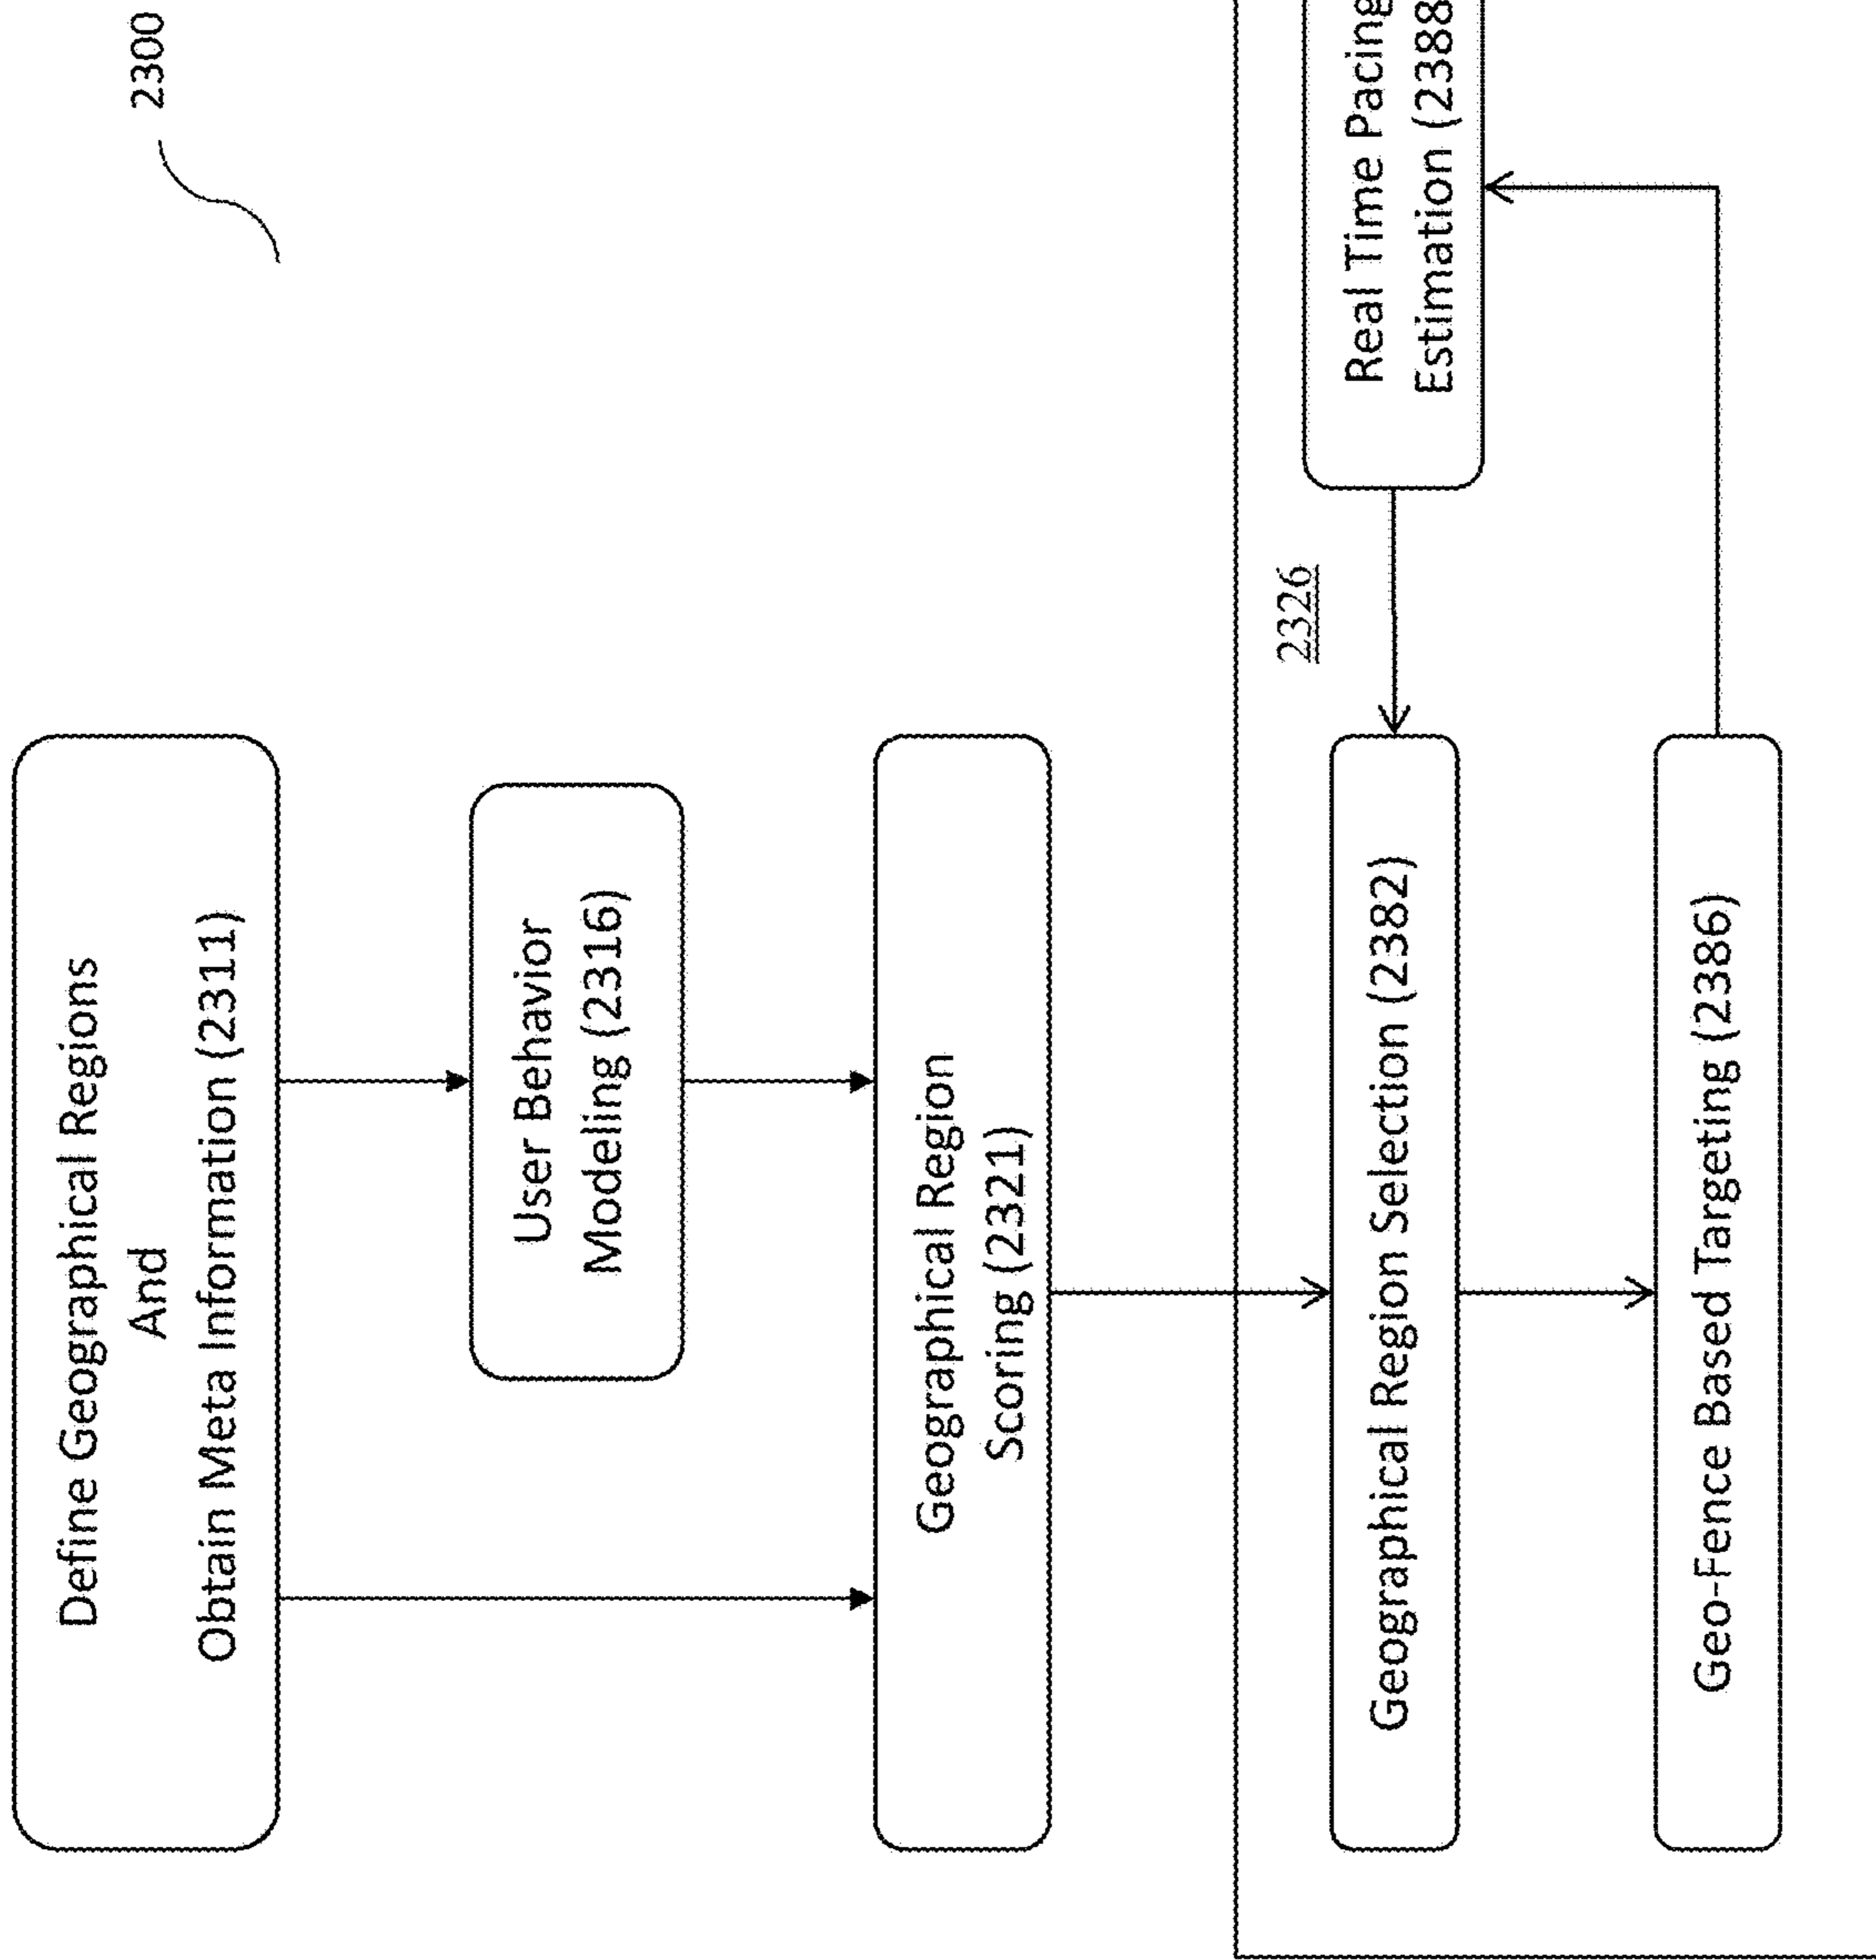 2300
Define Geographical Regions
And
Obtain Meta Information (2311)
User Behavior
Modeling (2316)
Geographical Region
Scoring (2321)
2326
Geographical Region Selection (2382)
Real Time Pacing
Estimation (2388
Geo-Fence Based Targeting (2386)